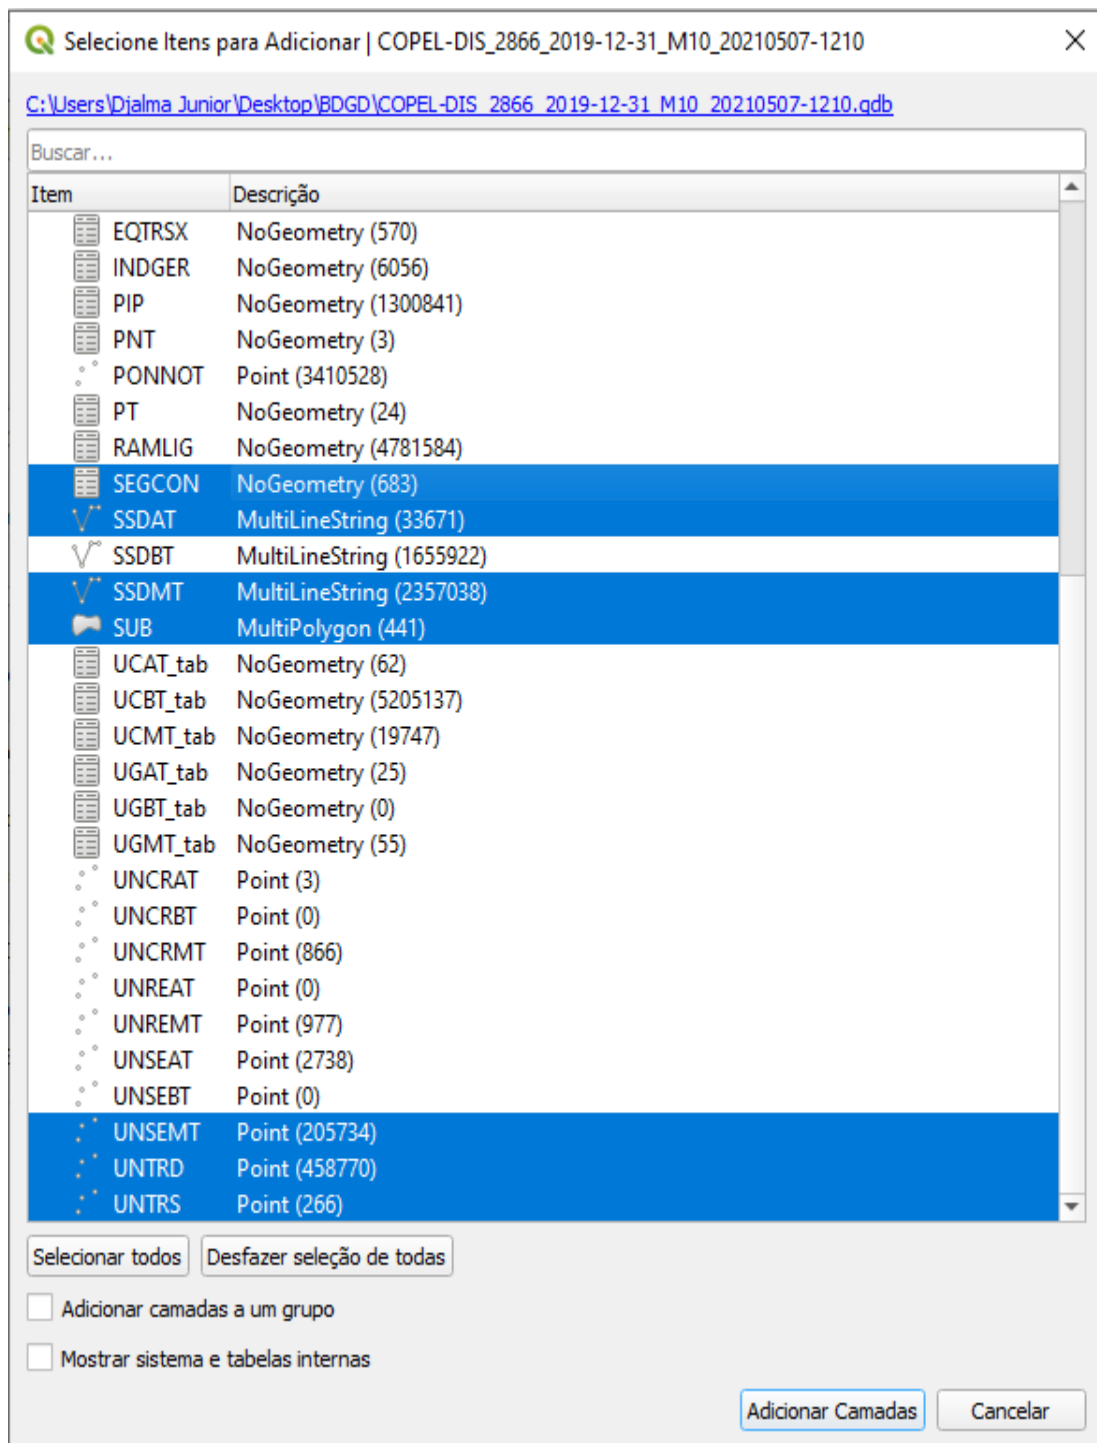 Selecione Itens para Adicionar | COPEL-DIS_2866_2019-12-31_M10_20210507-1210
C:\Users\Djalma Junior\Desktop\BDGD\COPEL-DIS_2866_2019-12-31_M10_20210507-1210.gdb
Buscar...
Item Descrição
EQTRSX NoGeometry (570)
INDGER NoGeometry (6056)
PIP NoGeometry (1300841)
PNT NoGeometry (3)
PONNOT Point (3410528)
PT NoGeometry (24)
RAMLIG NoGeometry (4781584)
SEGCON NoGeometry (683)
SSDAT MultiLineString (33671)
SSDBT MultiLineString (1655922)
SSDMT MultiLineString (2357038)
SUB MultiPolygon (441)
UCAT_tab NoGeometry (62)
UCBT_tab NoGeometry (5205137)
UCMT_tab NoGeometry (19747)
UGAT_tab NoGeometry (25)
UGBT_tab NoGeometry (0)
UGMT_tab NoGeometry (55)
UNCRAT Point (3)
UNCRBT Point (0)
UNCRMT Point (866)
UNREAT Point (0)
UNREMT Point (977)
UNSEAT Point (2738)
UNSEBT Point (0)
UNSEMT Point (205734)
UNTRD Point (458770)
UNTRS Point (266)
Selecionar todos Desfazer seleção de todas
Adicionar camadas a um grupo
Mostrar sistema e tabelas internas
Adicionar Camadas Cancelar